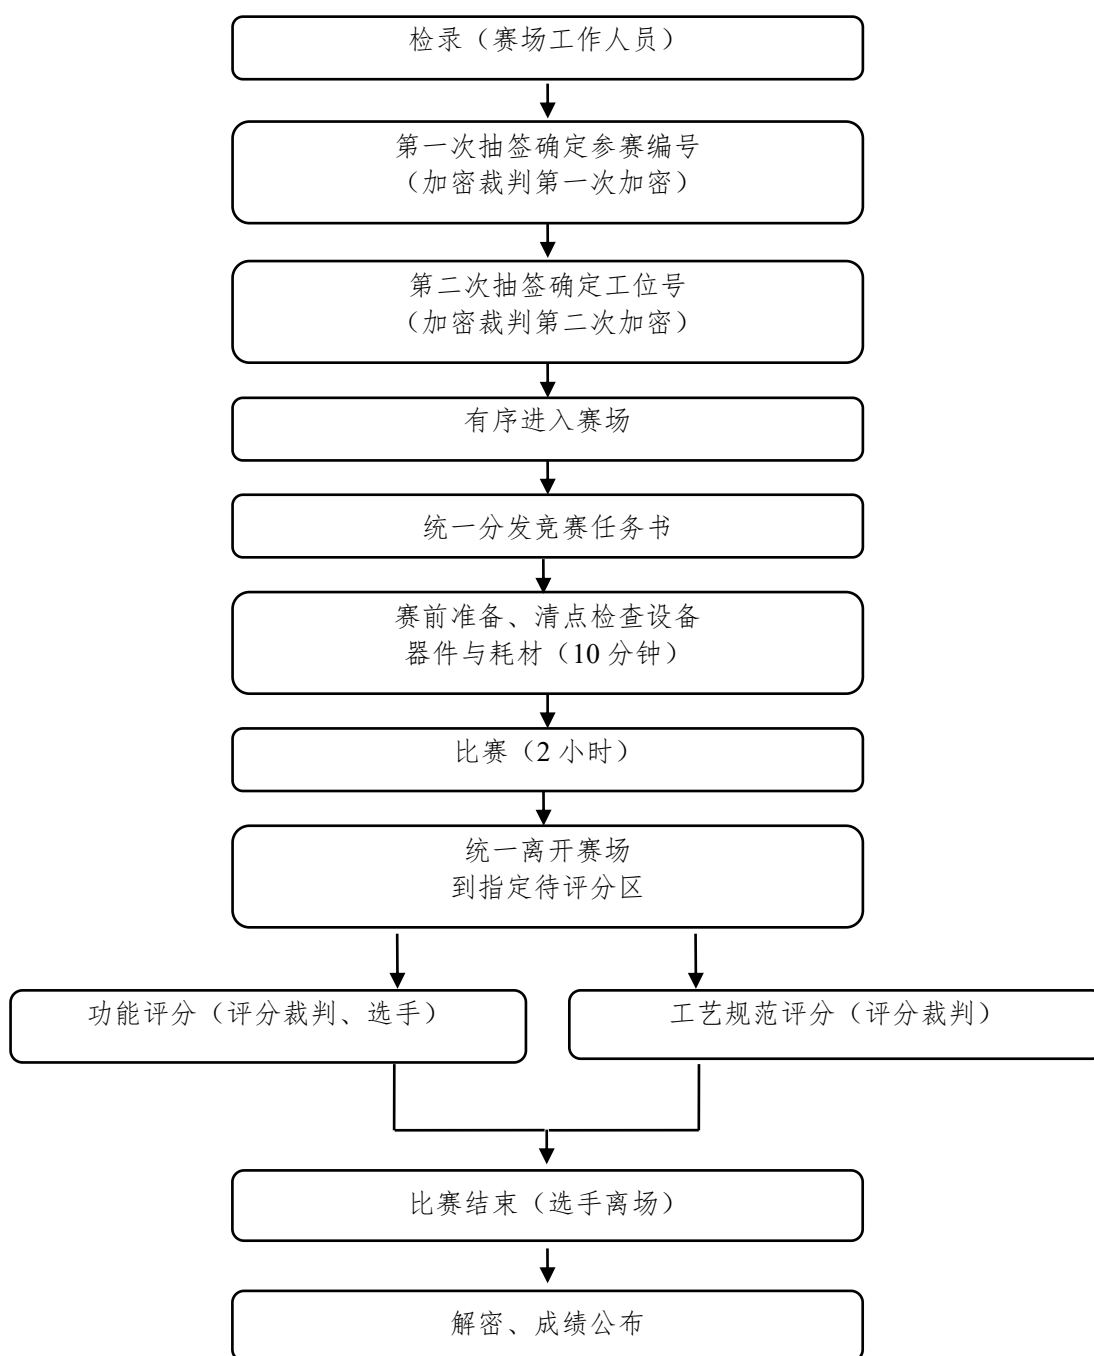 检录（赛场工作人员）
第一次抽签确定参赛编号
（加密裁判第一次加密）
第二次抽签确定工位号
（加密裁判第二次加密）
有序进入赛场
统一分发竞赛任务书
赛前准备、清点检查设备
器件与耗材（10 分钟）
比赛（2 小时）
统一离开赛场
到指定待评分区
功能评分（评分裁判、选手）
工艺规范评分（评分裁判）
比赛结束（选手离场）
解密、成绩公布